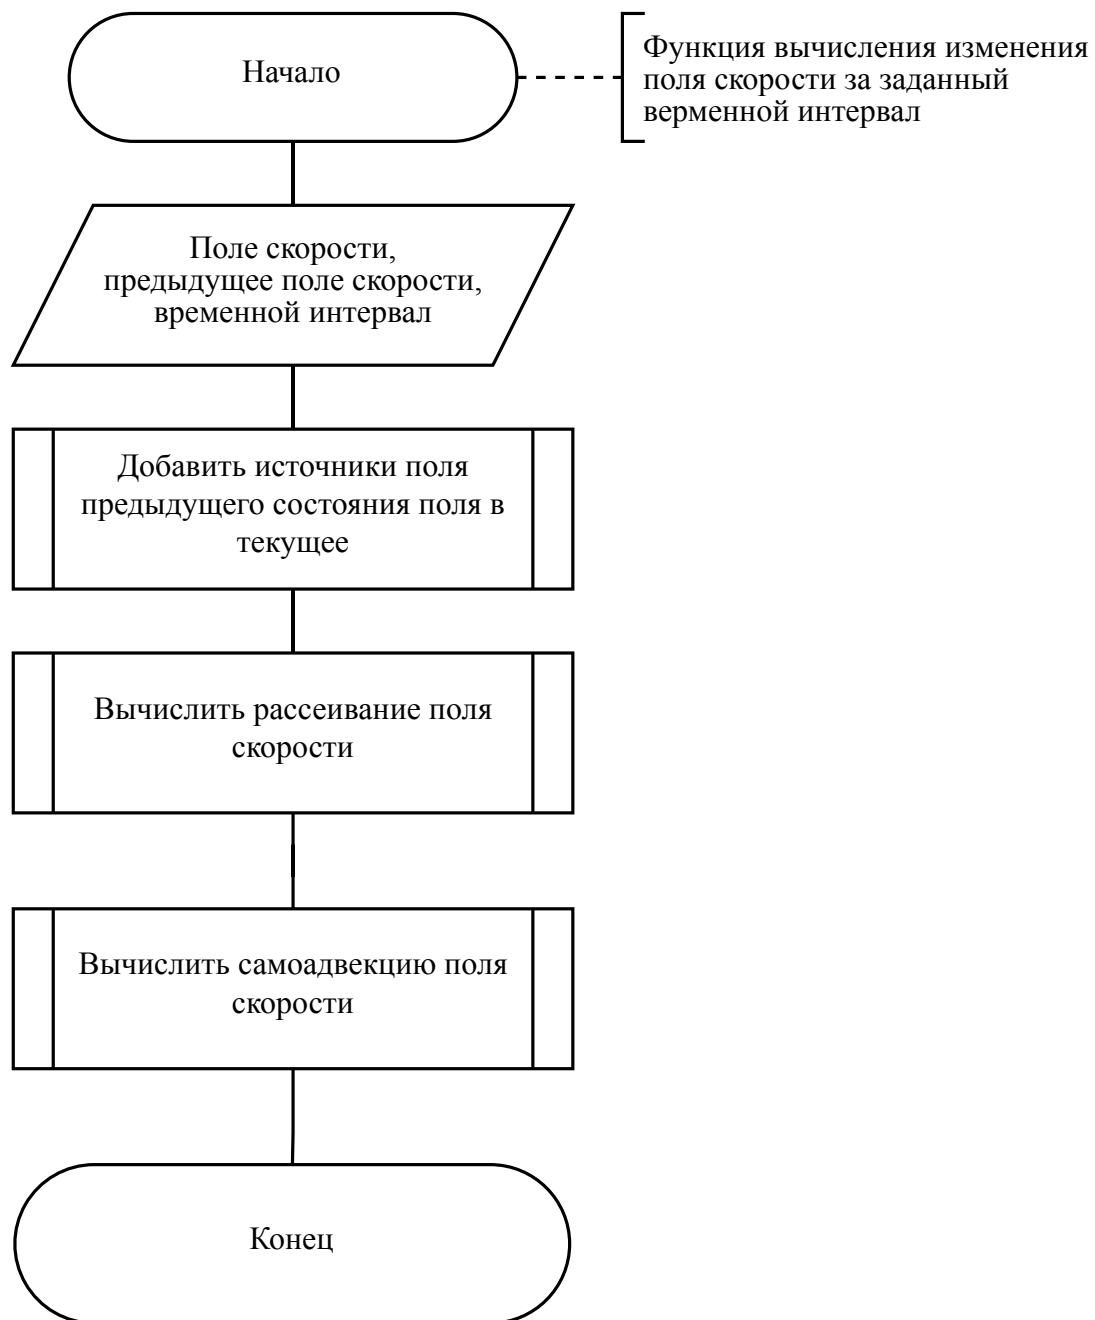 Начало
Функция вычисления изменения
поля скорости за заданный
верменной интервал
Поле скорости,
предыдущее поле скорости,
временной интервал
Добавить источники поля
предыдущего состояния поля в
текущее
Вычислить рассеивание поля
скорости
Вычислить самоадвекцию поля
скорости
Конец